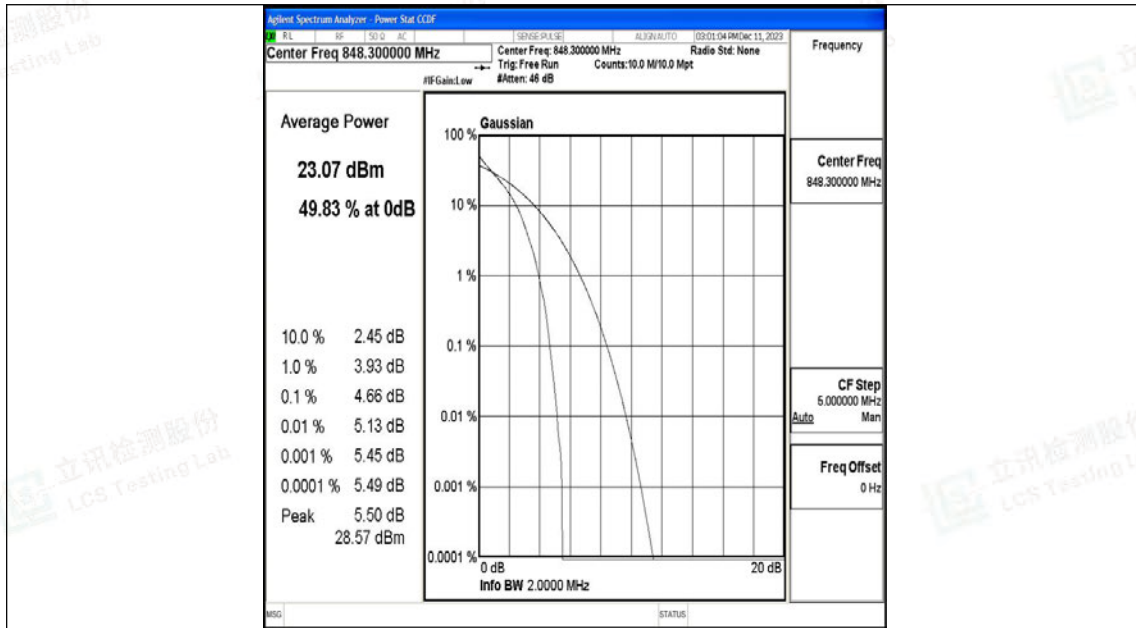 Agilent Spectrum Analyzer - Power Stat CCDF
RL RF 50 Ω AC SENSE:PULSE ALIGNAUTO 03:01:04 PM Dec 11, 2023
Center Freq 848.300000 MHz
Center Freq: 848.300000 MHz Radio Std: None
Trig: Free Run Counts:10.0 M/10.0 Mpt
#IFGain:Low #Atten: 46 dB
Frequency
Average Power
23.07 dBm
49.83 % at 0dB
10.0 % 2.45 dB
1.0 % 3.93 dB
0.1 % 4.66 dB
0.01 % 5.13 dB
0.001 % 5.45 dB
0.0001 % 5.49 dB
Peak 5.50 dB
28.57 dBm
Gaussian
100 %
10 %
1 %
0.1 %
0.01 %
0.001 %
0.0001 %
0 dB 20 dB
Info BW 2.0000 MHz
Center Freq
848.300000 MHz
CF Step
5.000000 MHz
Auto Man
Freq Offset
0 Hz
MSG STATUS
立讯检测股份
LCS Testing Lab